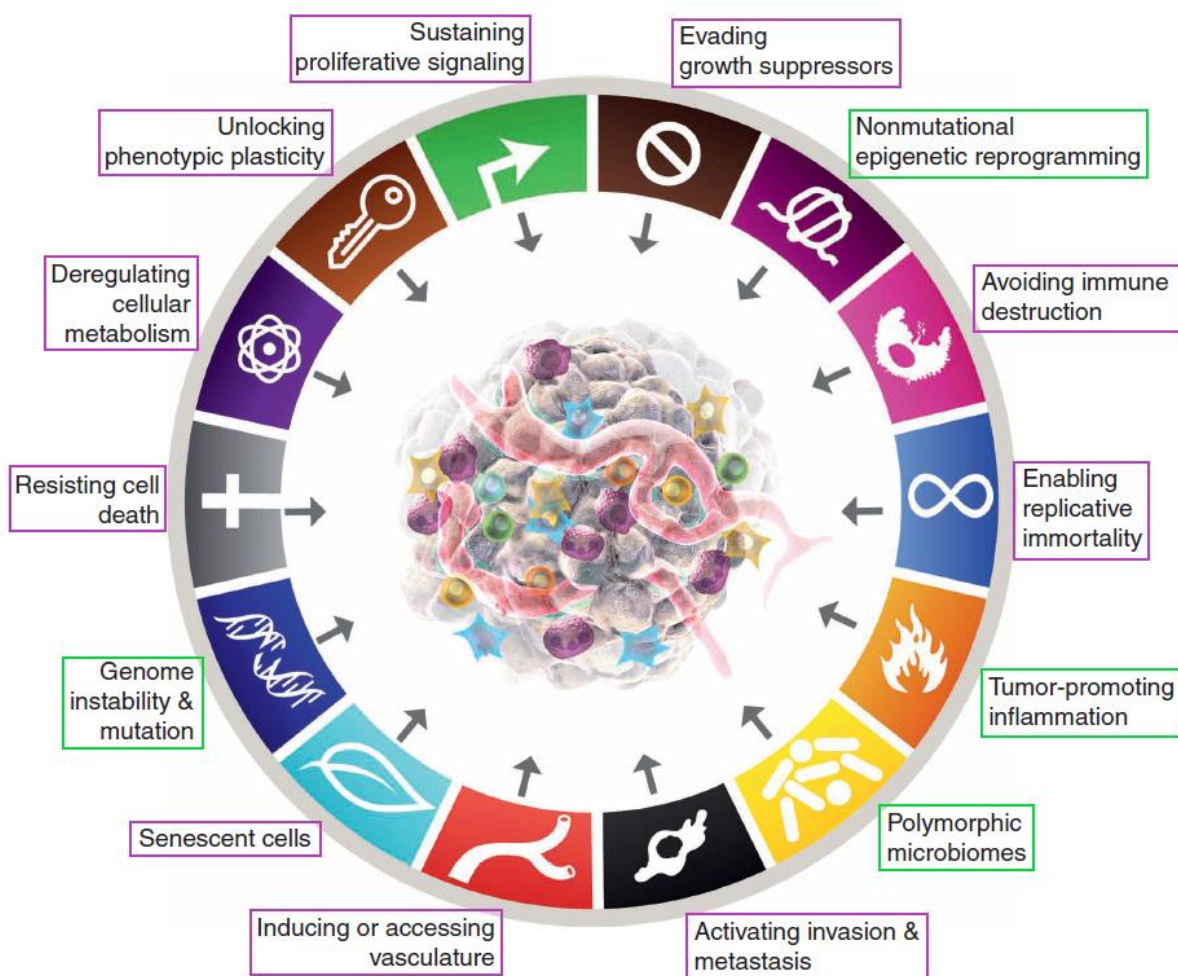 Sustaining
proliferative signaling
Evading
growth suppressors
Unlocking
phenotypic plasticity
Nonmutational
epigenetic reprogramming
Deregulating
cellular
metabolism
Avoiding immune
destruction
Resisting cell
death
Enabling
replicative
immortality
Genome
instability &
mutation
Tumor-promoting
inflammation
Senescent cells
Polymorphic
microbiomes
Inducing or accessing
vasculature
Activating invasion &
metastasis